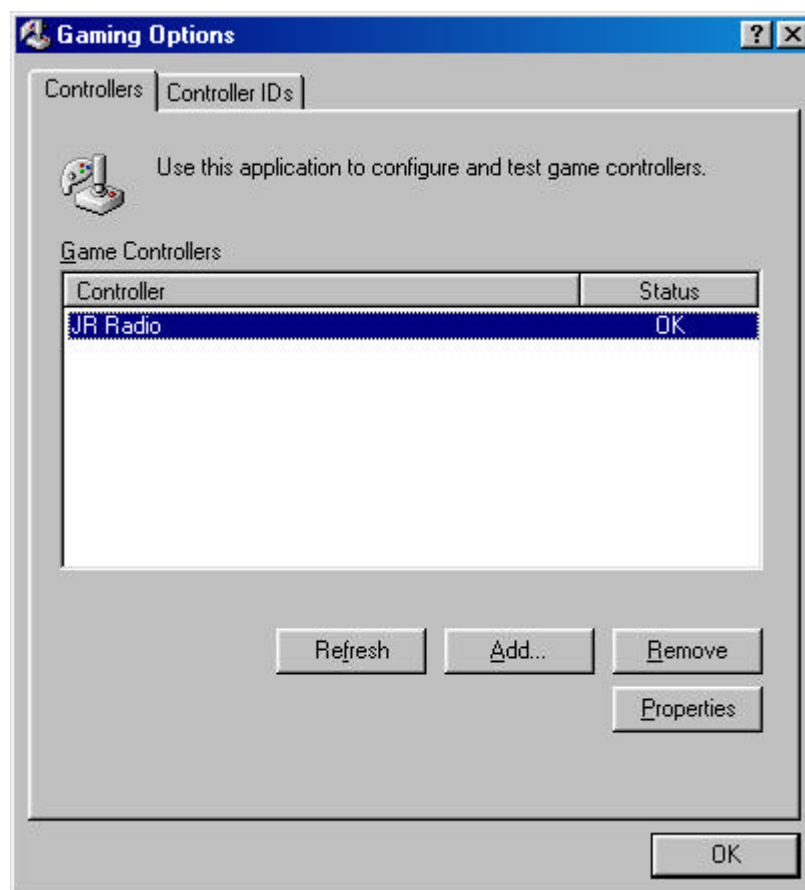 Gaming Options
Controllers Controller IDs
Use this application to configure and test game controllers.
Game Controllers
Controller Status
JR Radio OK
Refresh Add... Remove
Properties
OK